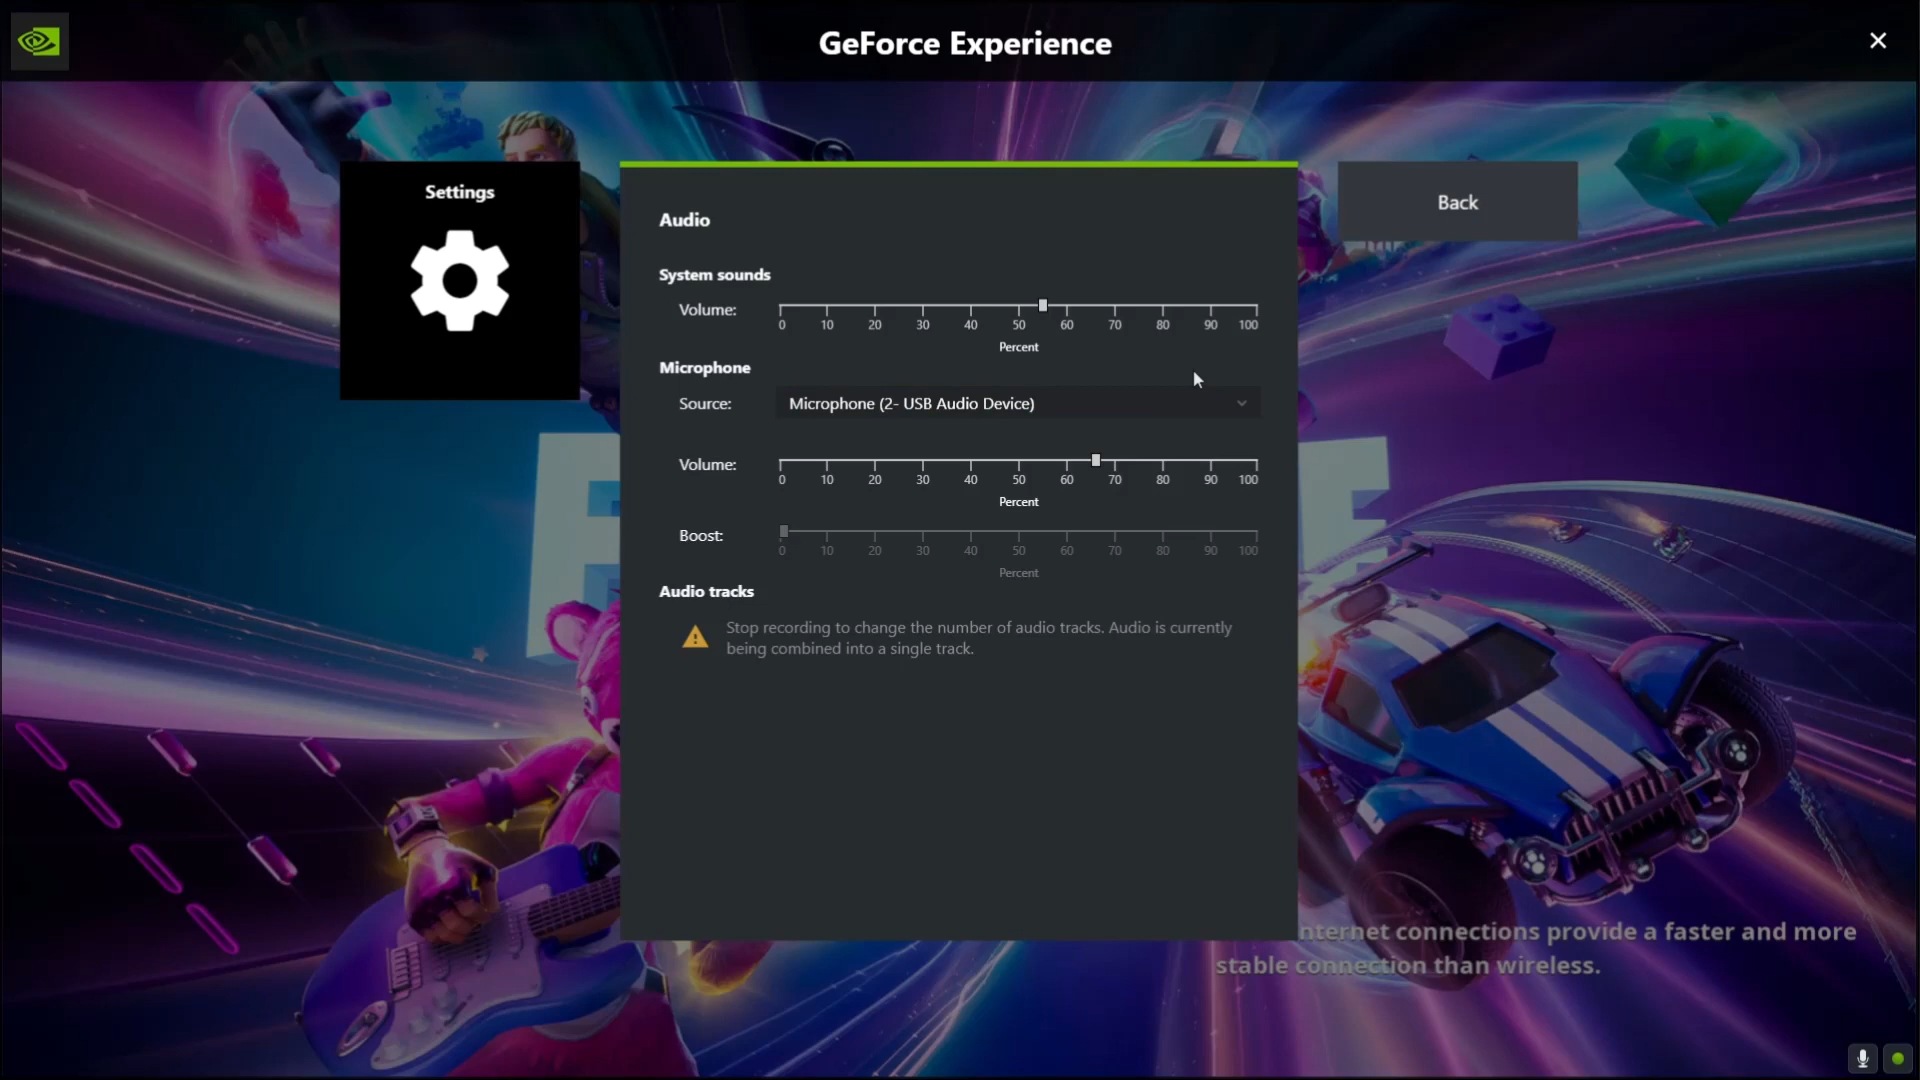 GeForce Experience
Settings
Back
Audio
System sounds
Volume:
0 10 20 30 40 50 60 70 80 90 100
Percent
Microphone
Source: Microphone (2- USB Audio Device)
Volume:
0 10 20 30 40 50 60 70 80 90 100
Percent
Boost:
0 10 20 30 40 50 60 70 80 90 100
Percent
Audio tracks
Stop recording to change the number of audio tracks. Audio is currently
being combined into a single track.
connections provide a faster and more
stable connection than wireless.